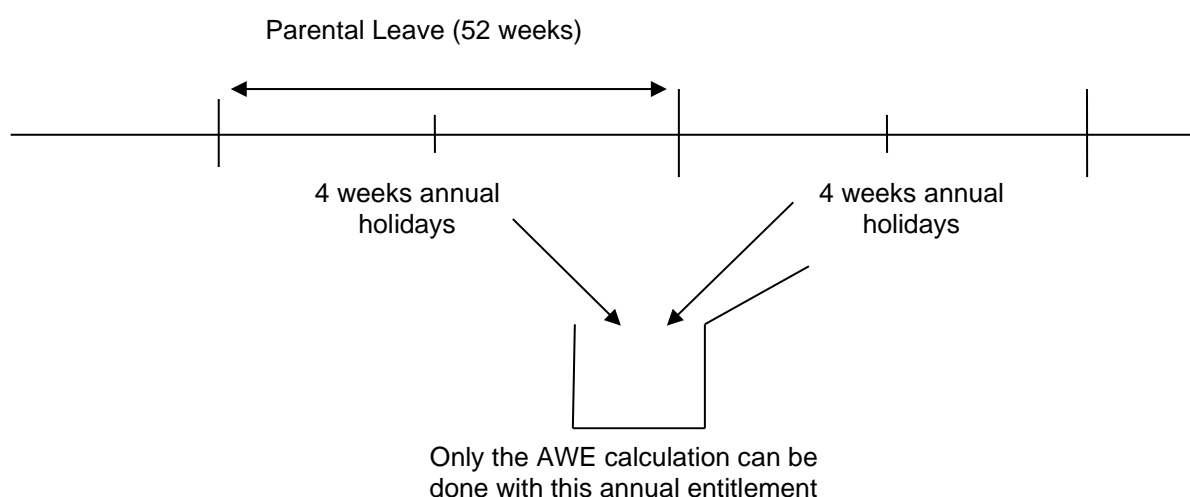 Parental Leave (52 weeks)
4 weeks annual
holidays
4 weeks annual
holidays
Only the AWE calculation can be
done with this annual entitlement